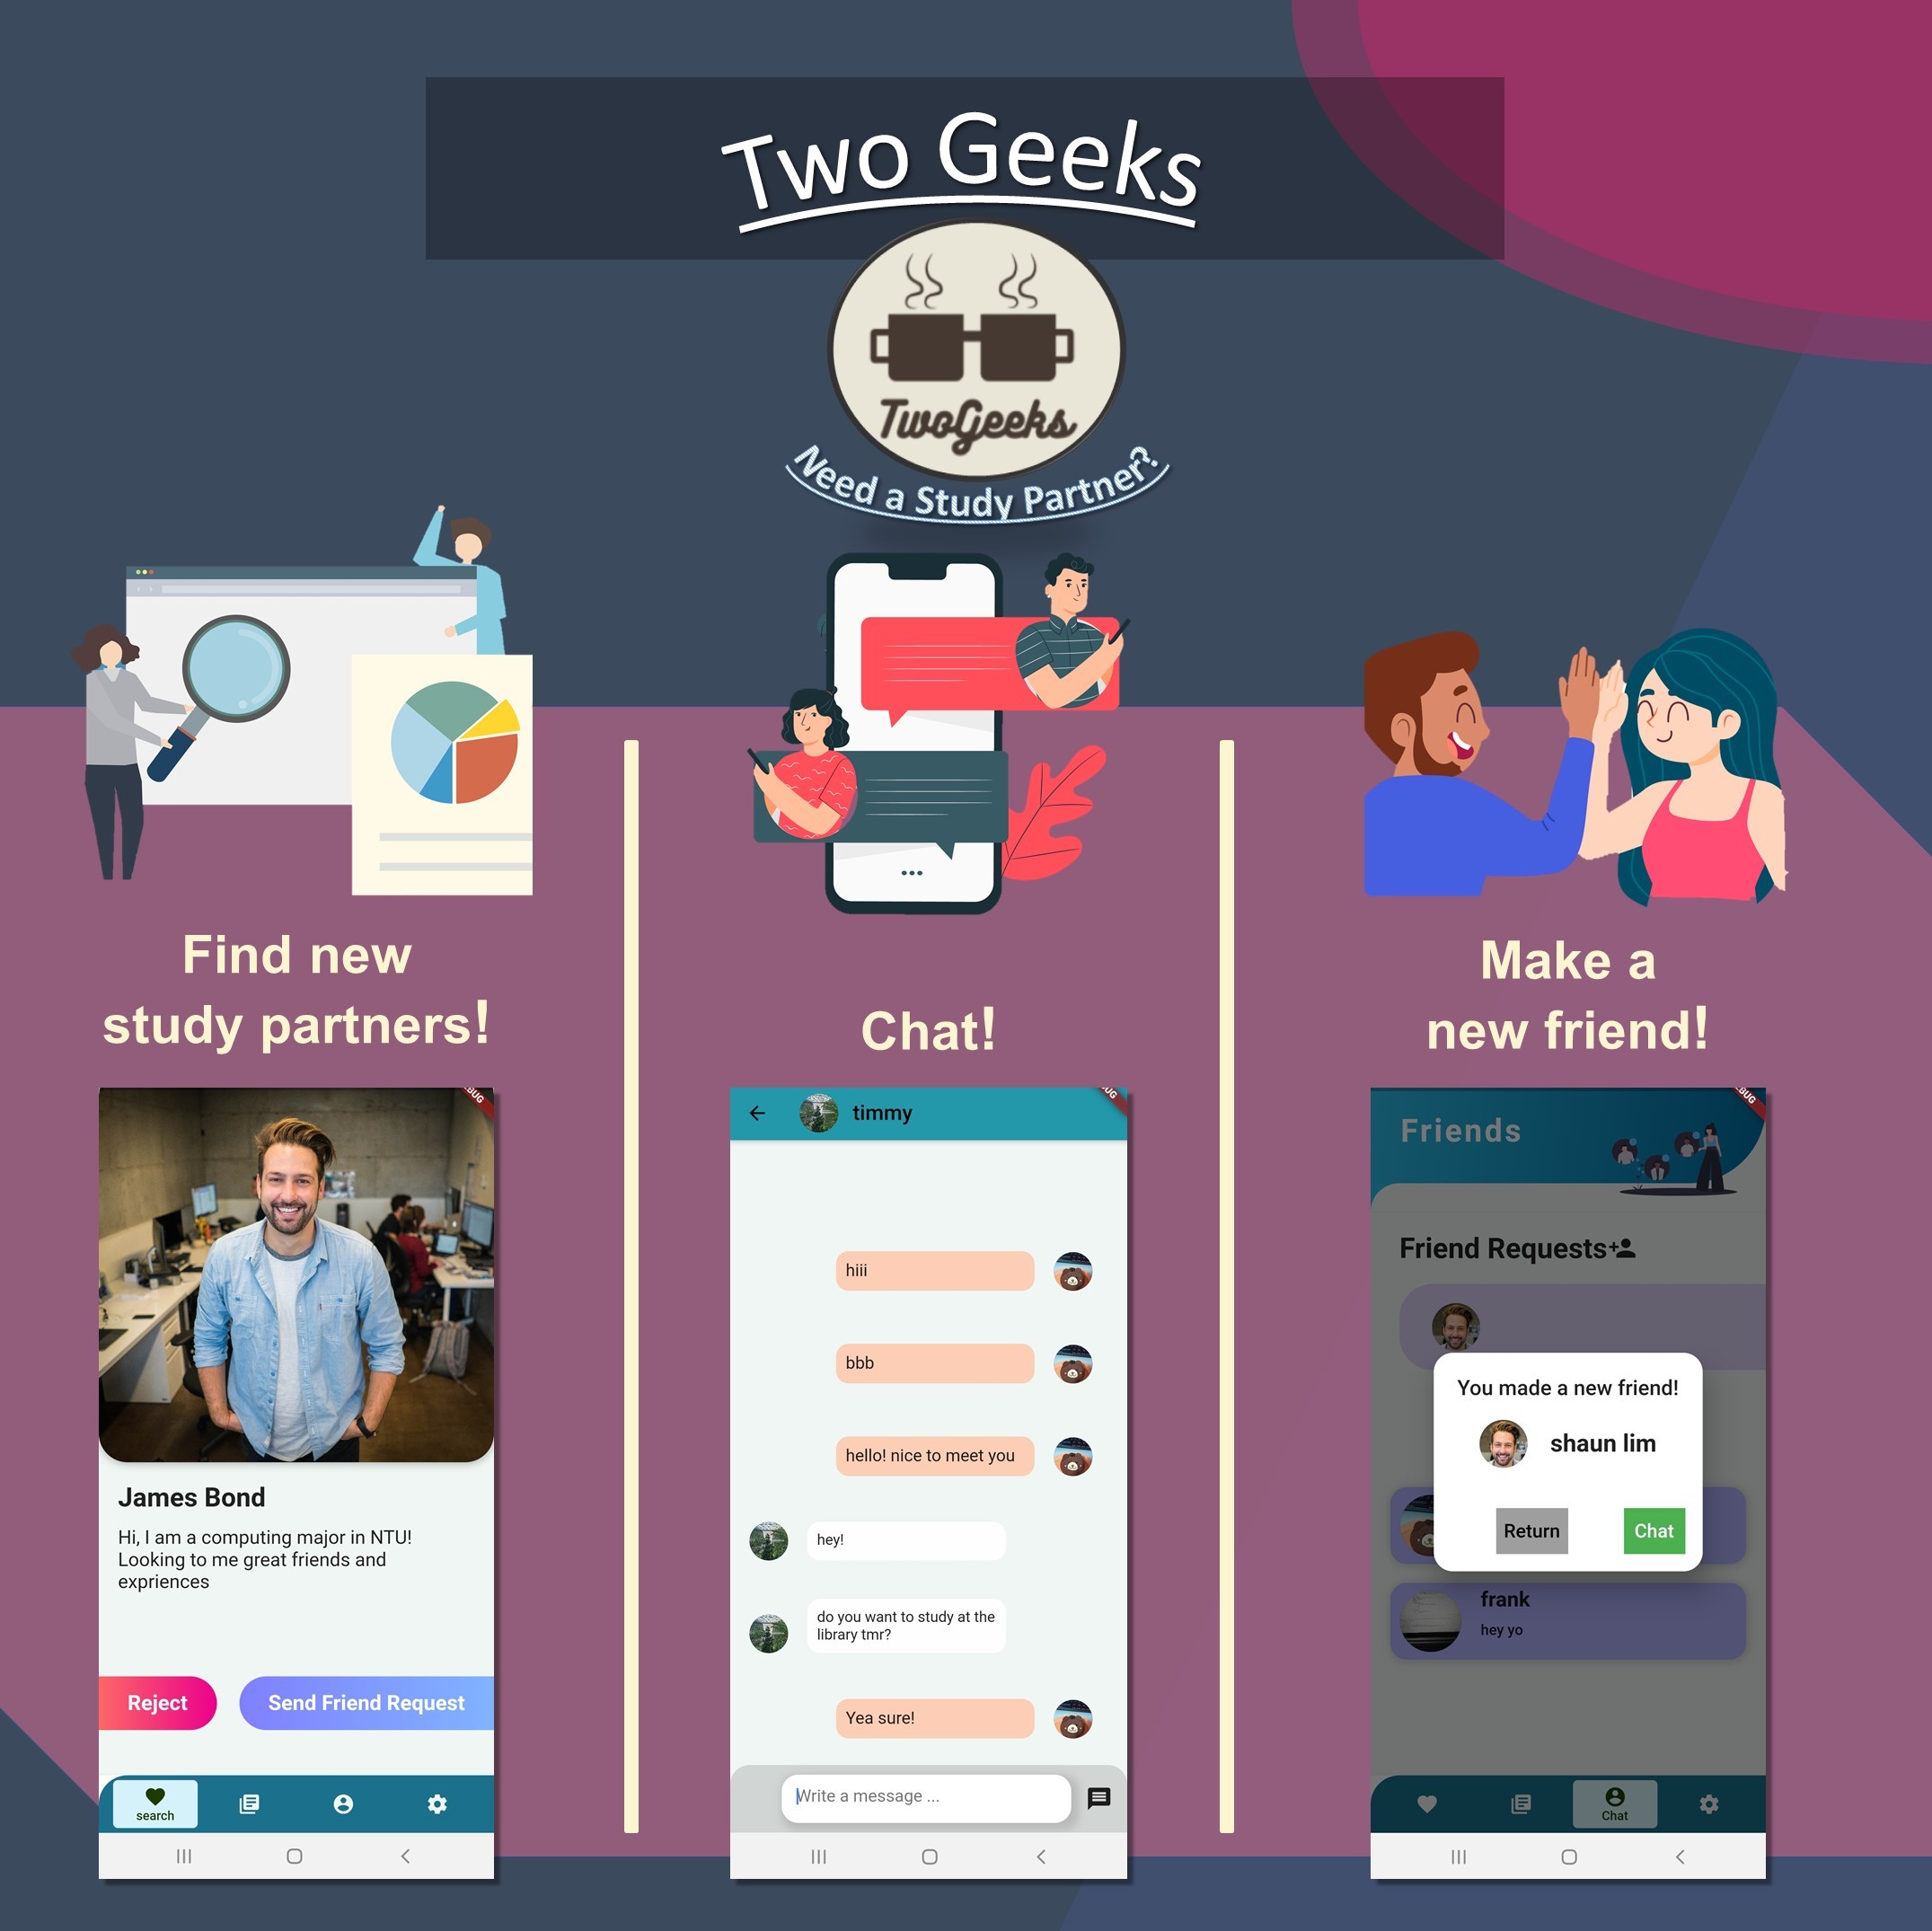 Two Geeks
TwoGeeks
Need a Study Partner?
Find new
study partners!
BUG
James Bond
Hi, I am a computing major in NTU!
Looking to me great friends and
expriences
Reject
Send Friend Request
search
Chat!
timmy
UG
hiii
bbb
hello! nice to meet you
hey!
do you want to study at the
library tmr?
Yea sure!
Write a message ...
Make a
new friend!
Friends
BUG
Friend Requests
You made a new friend!
shaun lim
Return
Chat
frank
hey yo
Chat